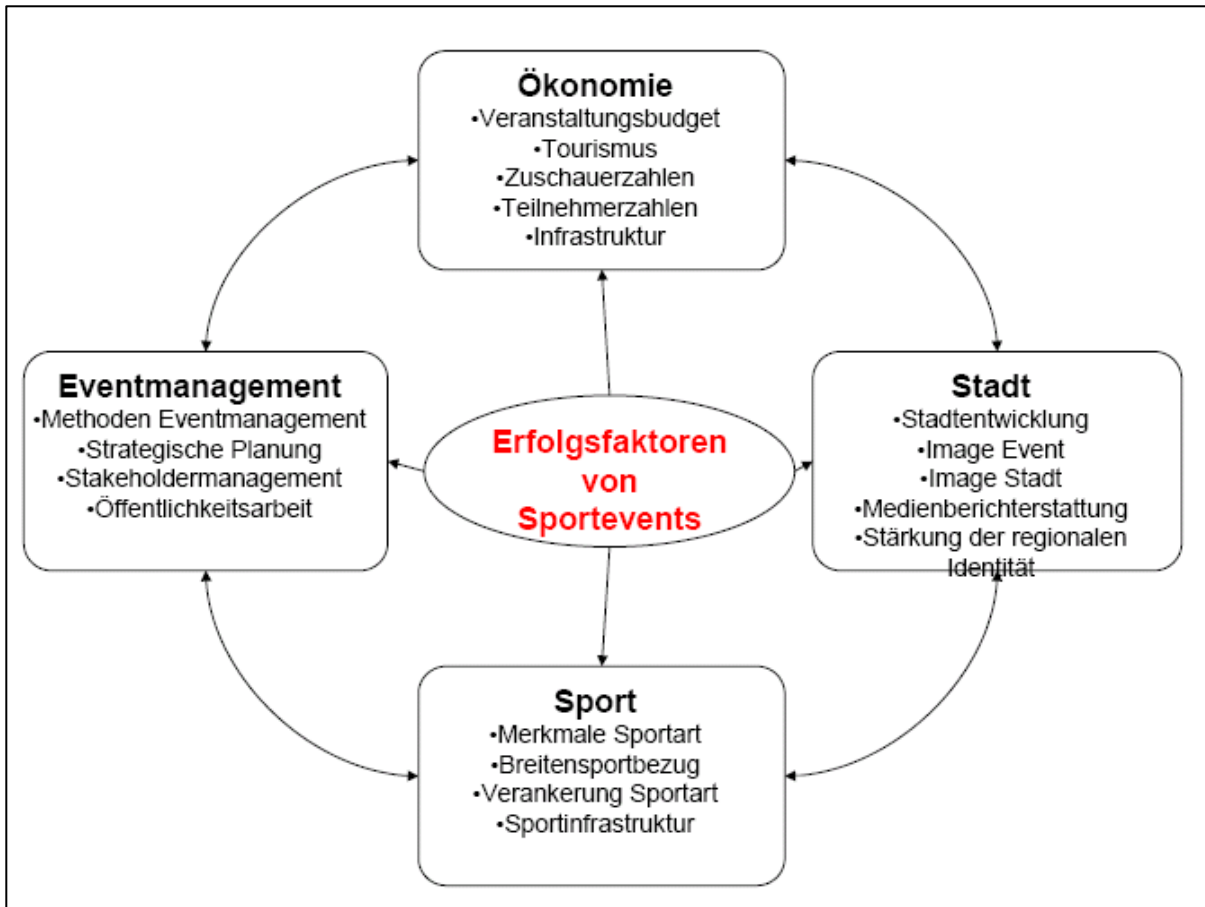 Ökonomie
•Veranstaltungsbudget
•Tourismus
•Zuschauerzahlen
•Teilnehmerzahlen
•Infrastruktur
Eventmanagement
•Methoden Eventmanagement
•Strategische Planung
•Stakeholdermanagement
•Öffentlichkeitsarbeit
Erfolgsfaktoren
von
Sportevents
Stadt
•Stadtentwicklung
•Image Event
•Image Stadt
•Medienberichterstattung
•Stärkung der regionalen
Identität
Sport
•Merkmale Sportart
•Breitensportbezug
•Verankerung Sportart
•Sportinfrastruktur